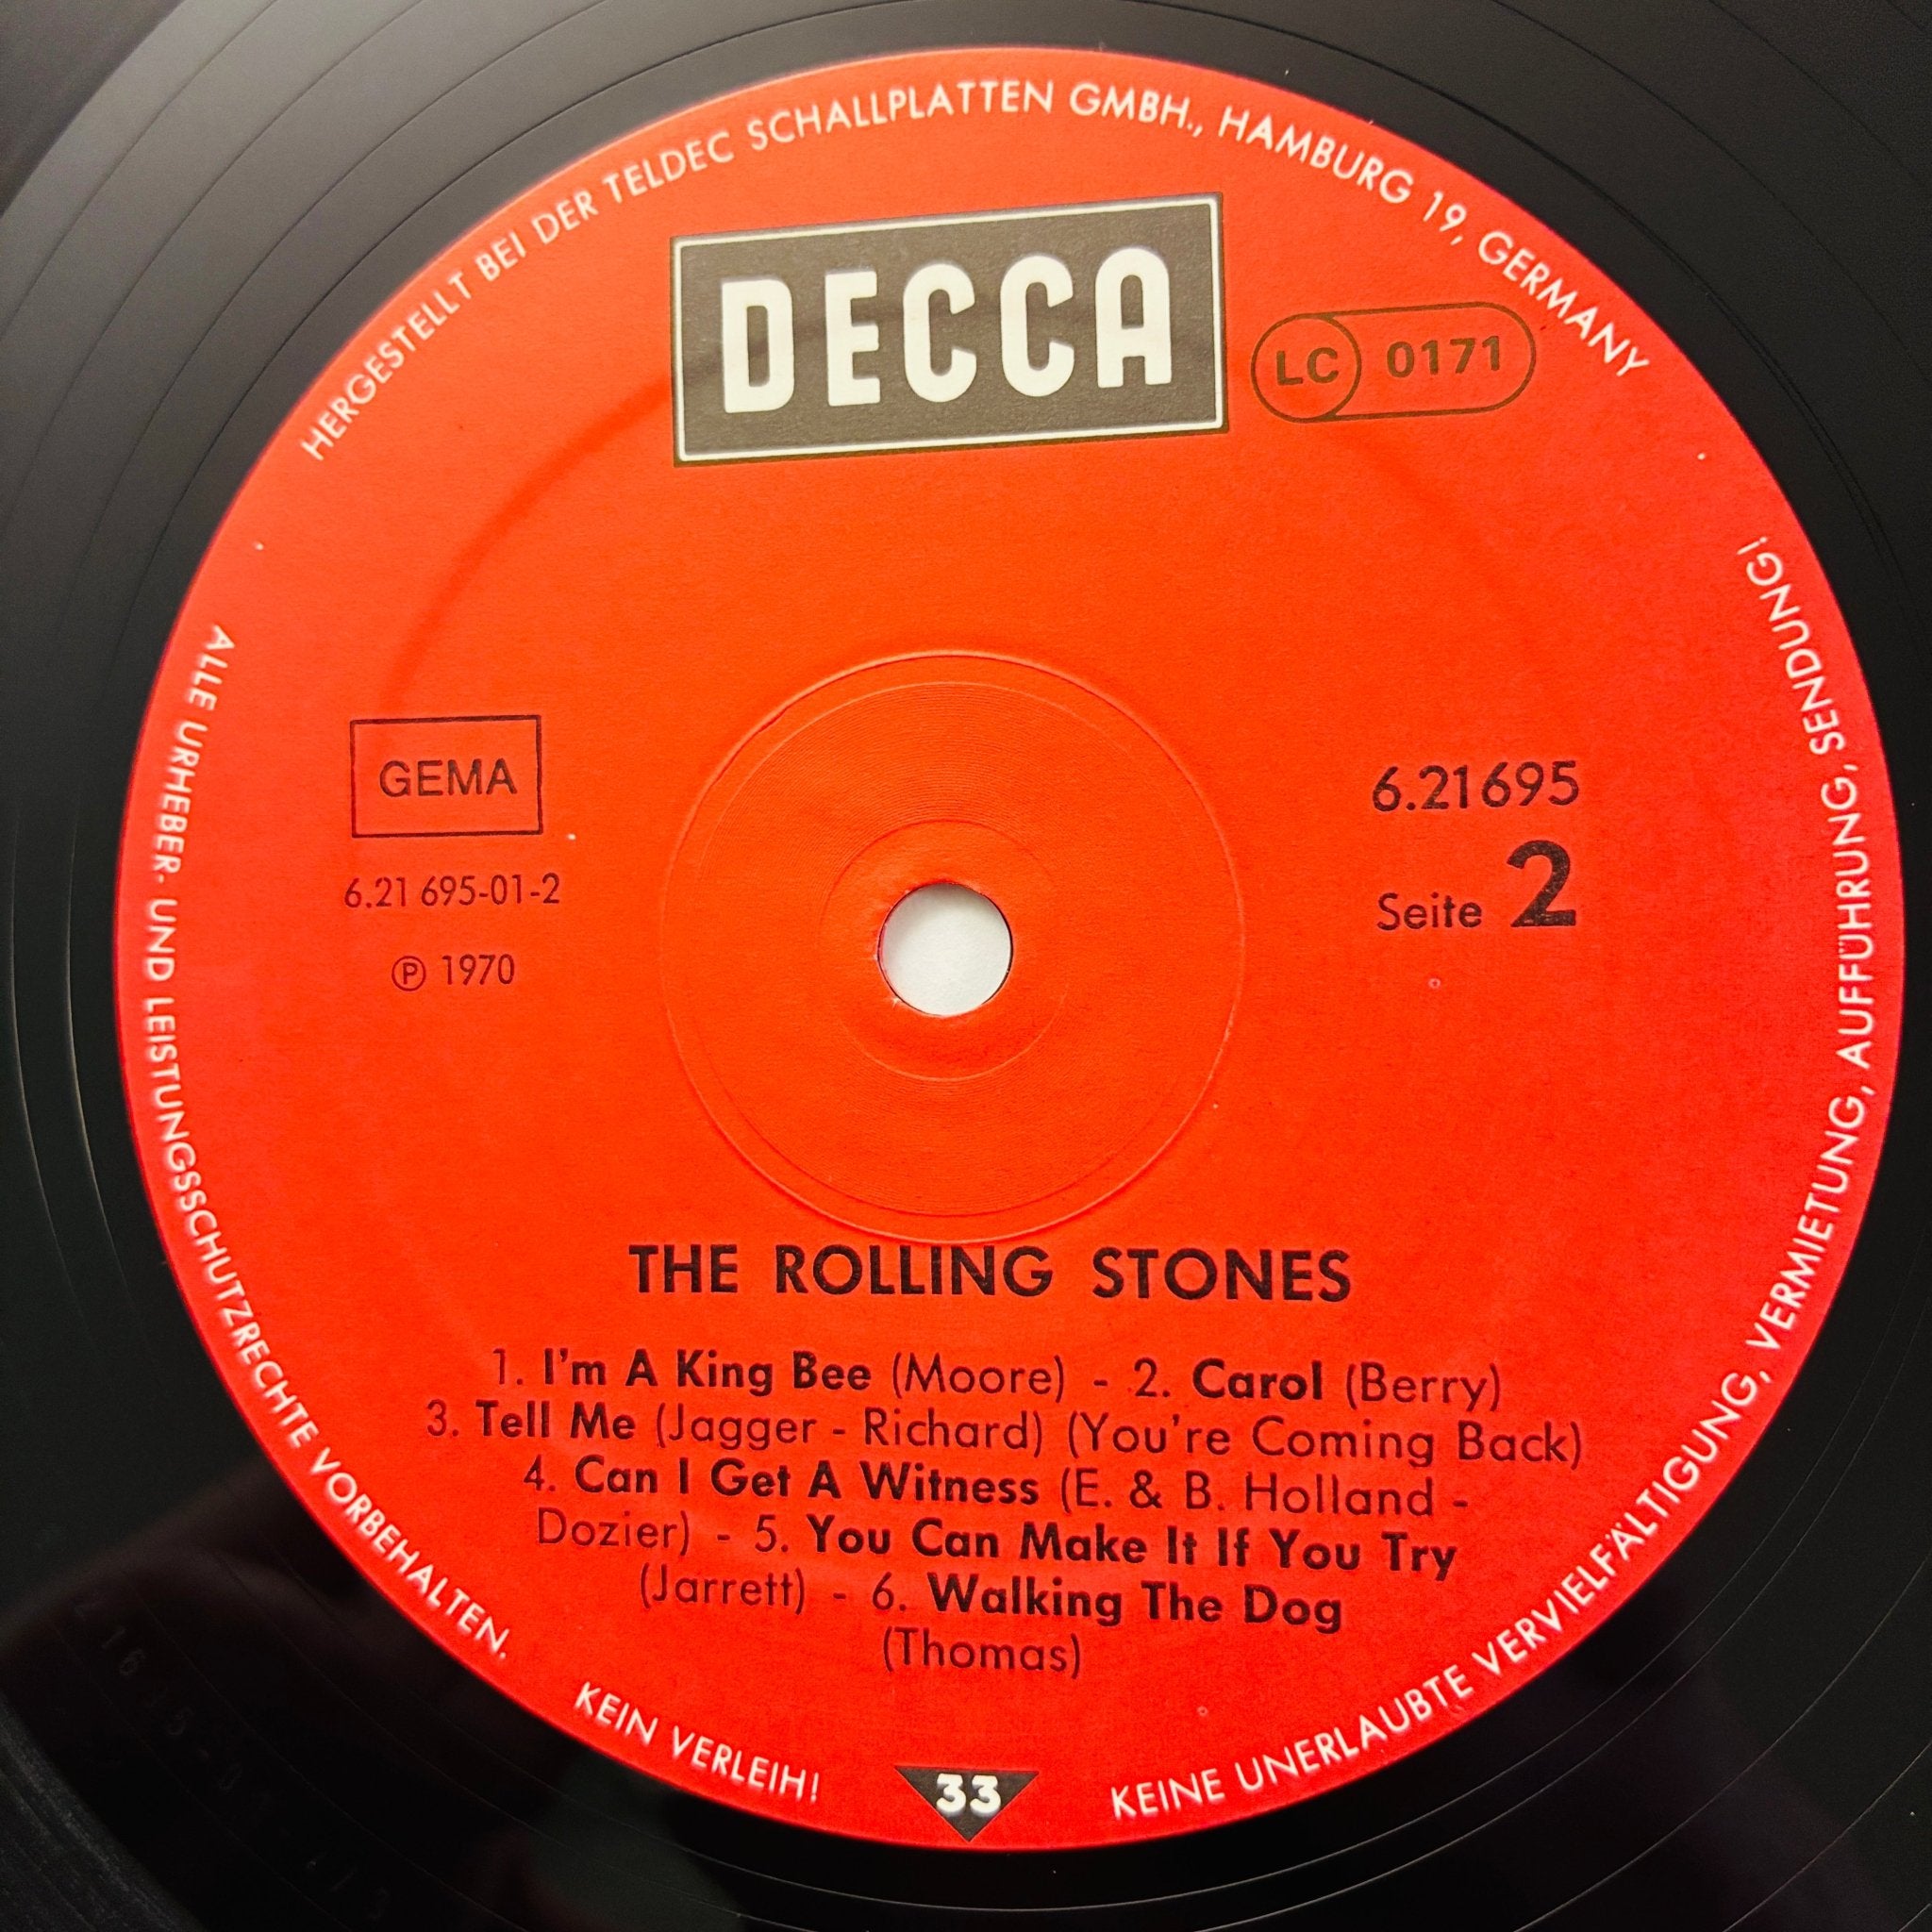 HERGESTELLT BEI DER TELDEC SCHALLPLATTEN GMBH., HAMBURG 19, GERMANY
DECCA
LC 0171
GEMA
6.21695-01-2
Ⓟ 1970
6.21695
Seite 2
THE ROLLING STONES
1. I'm A King Bee (Moore) - 2. Carol (Berry)
3. Tell Me (Jagger - Richard) (You're Coming Back)
4. Can I Get A Witness (E. & B. Holland -
Dozier) - 5. You Can Make It If You Try
(Jarrett) - 6. Walking The Dog
(Thomas)
33
ALLE URHEBER- UND LEISTUNGSSCHUTZRECHTE VORBEHALTEN.
KEIN VERLEIH!
KEINE UNERLAUBTE VERVIELFÄLTIGUNG, VERMIETUNG, AUFFÜHRUNG, SENDUNG!